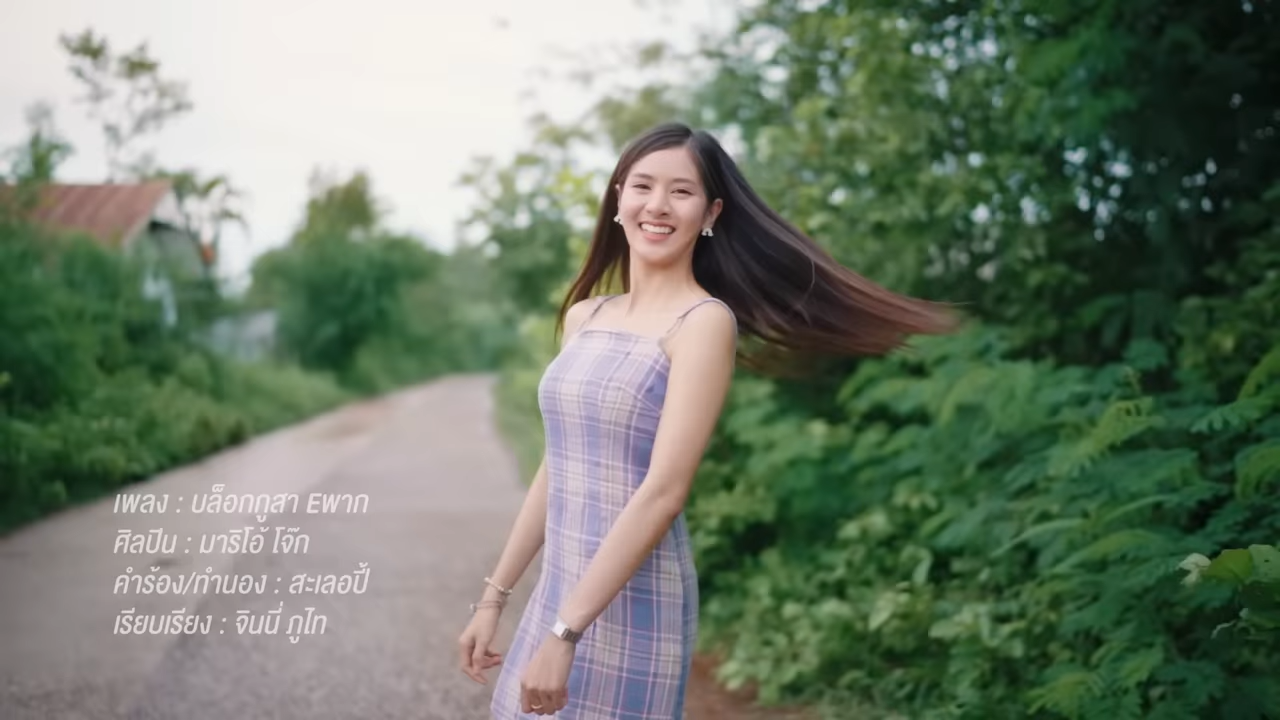 เพลง : บล็อกกูสา Eพาก
ศิลปิน : มาริโอ้ โจ๊ก
คำร้อง/ทำนอง : สะเลอปี้
เรียบเรียง : จินนี่ ภูไท